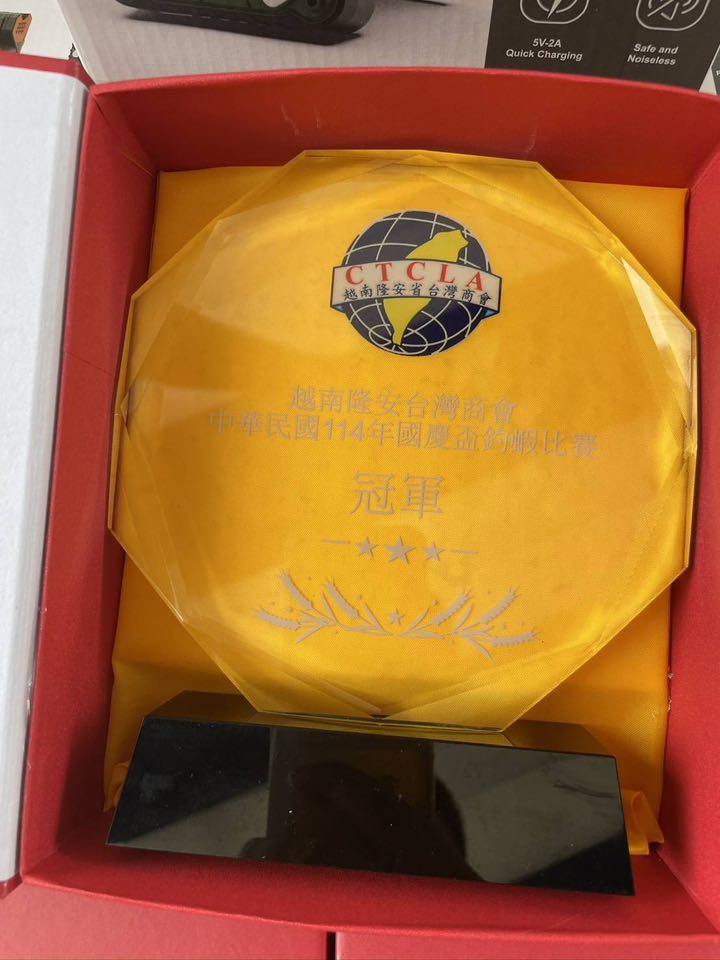 5V-2A
Quick Charging
Safe and
Noiseless
CTCLA
越南隆安省台灣商會
越南隆安台灣商會
中華民國114年國慶盃釣蝦比賽
冠軍